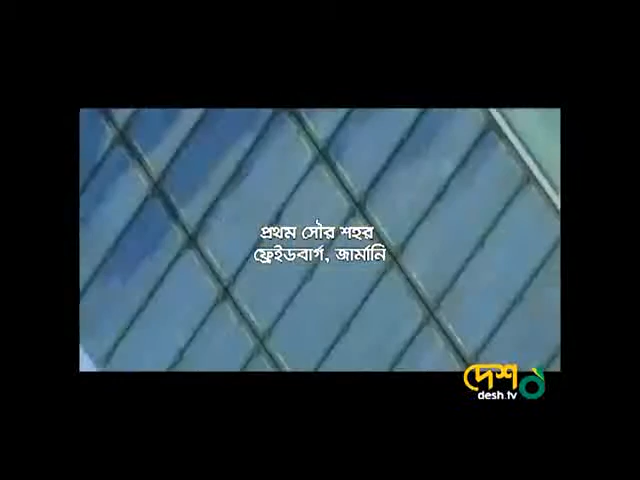 প্রথম সৌর শহর
ফ্রেইডবার্গ, জার্মানি
দেশ
desh.tv